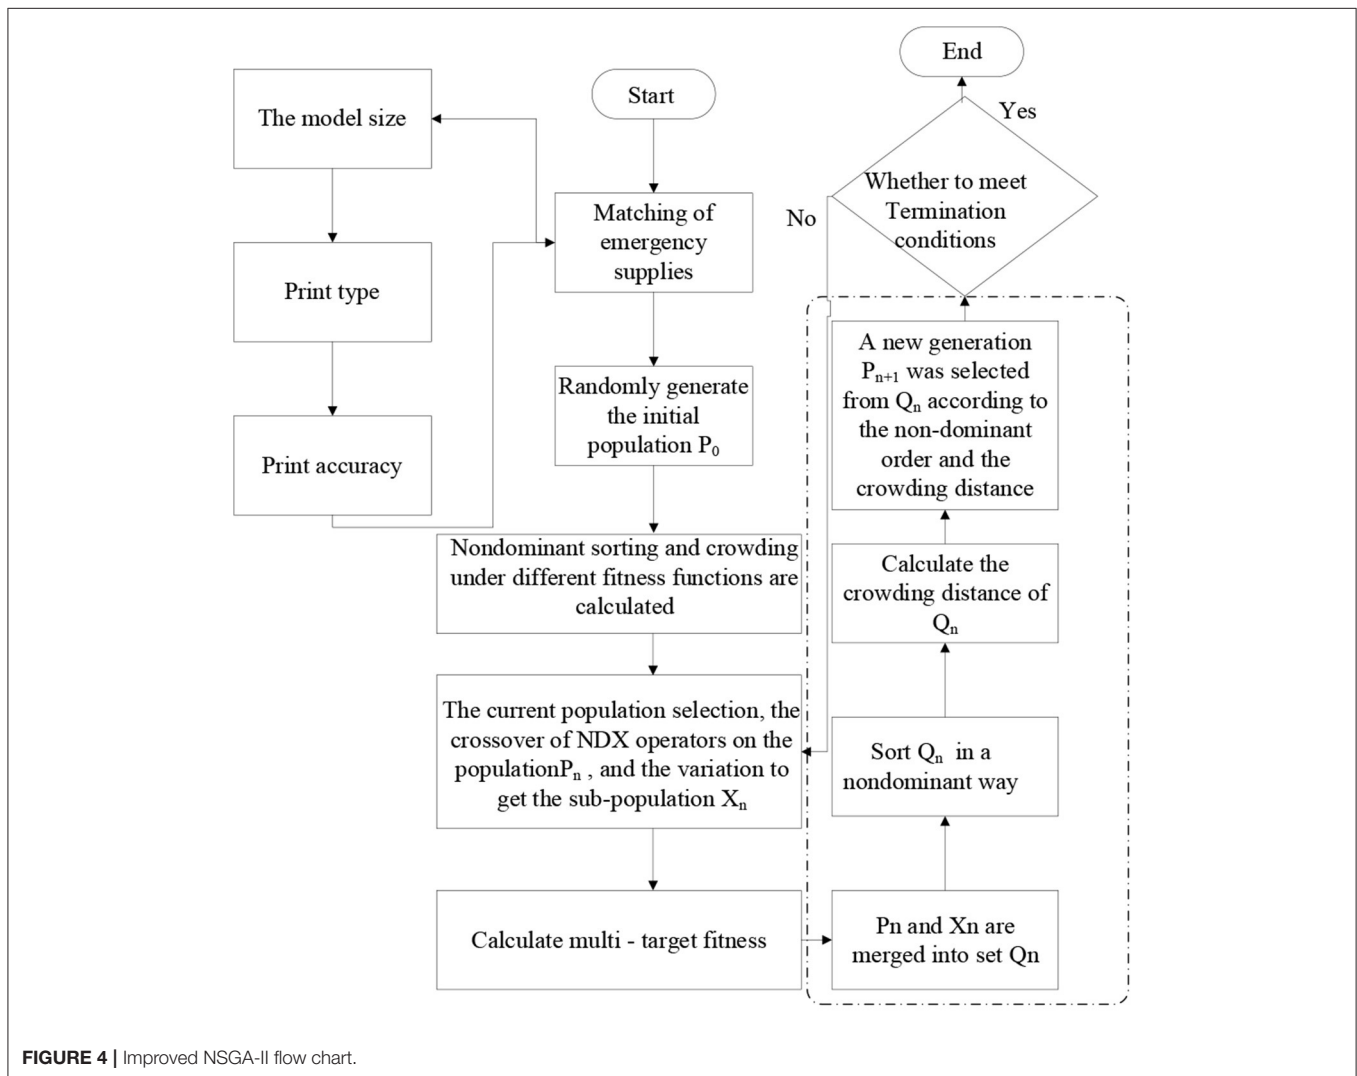 End
Start
The model size
Yes
Whether to meet
Termination
conditions
No
Matching of
emergency
supplies
Print type
A new generation
Pn+1 was selected
from Qn according to
the non-dominant
order and the
crowding distance
Randomly generate
the initial
population P0
Print accuracy
Nondominant sorting and crowding
under different fitness functions are
calculated
Calculate the
crowding distance of
Qn
The current population selection, the
crossover of NDX operators on the
populationPn , and the variation to
get the sub-population Xn
Sort Qn in a
nondominant way
Calculate multi - target fitness
Pn and Xn are
merged into set Qn
FIGURE 4 | Improved NSGA-II flow chart.